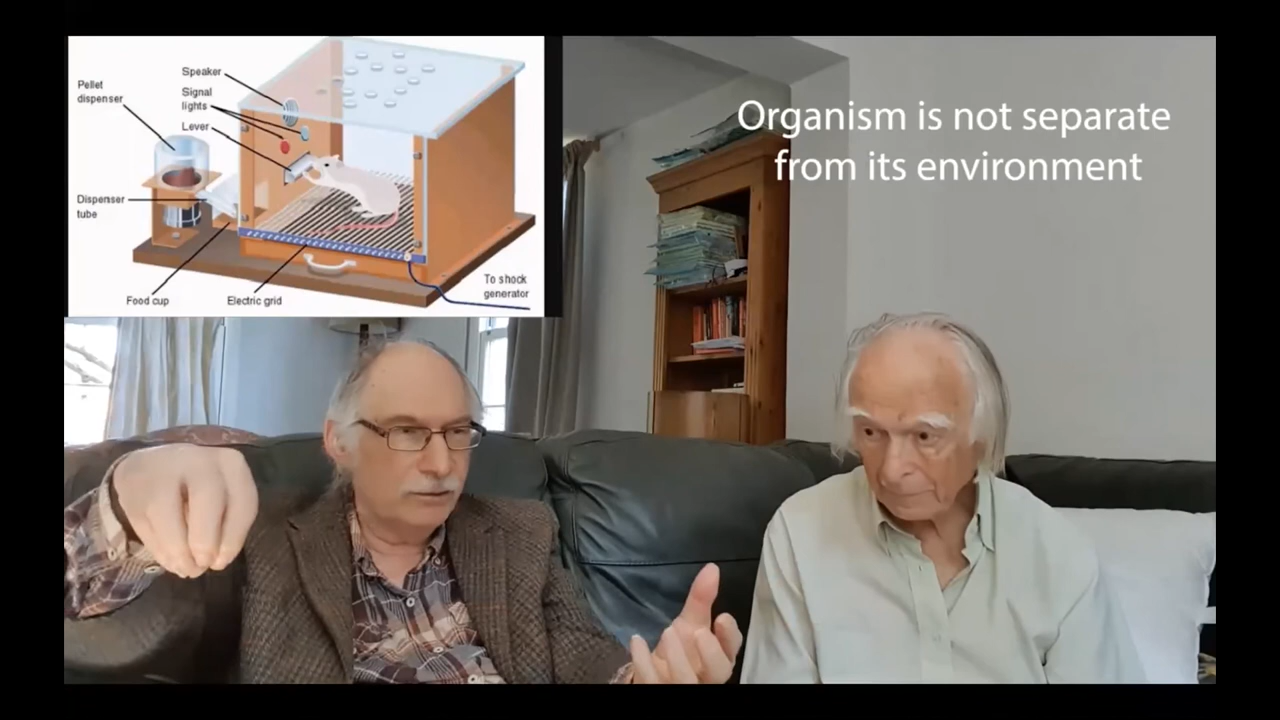 Speaker
Pellet
dispenser
Signal
lights
Lever
Dispenser
tube
Food cup
Electric grid
To shock
generator
Organism is not separate
from its environment